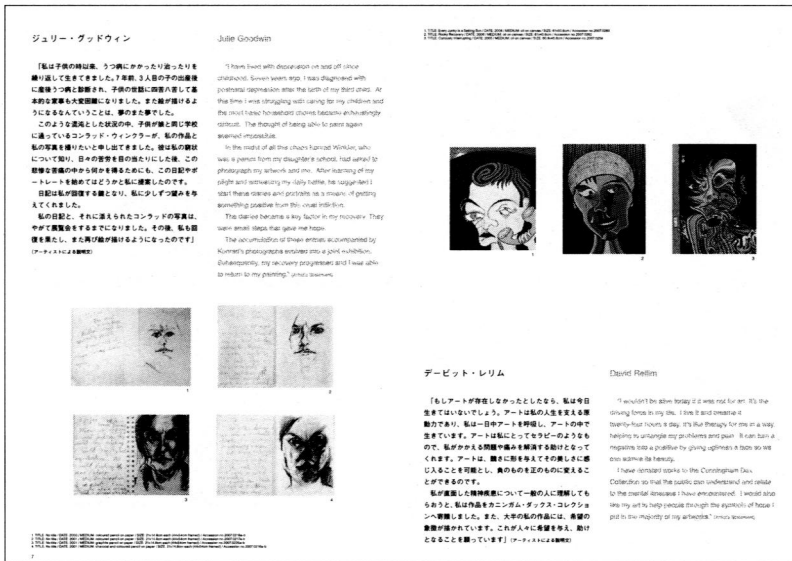 ジュリー・グッドウィン
Julie Goodwin
「私は子供の時以来、うつ病にかかったり治ったりを
繰り返して生きてきました。7年前、3人目の子の出産後
に産後うつ病と診断され、子供の世話に四苦八苦して基
本的な家事も大変困難になりました。また絵が描けるよ
うになるなんていうことは、夢のまた夢でした。
このような混沌とした状況の中、子供が娘と同じ学校
に通っているコンラッド・ウィンクラーが、私の作品と
私の写真を撮りたいと申し出てきました。彼は私の病状
について知り、日々の苦労を目の当たりにした後、この
悲惨な苦痛の中から何かを得るためにも、この日記やポ
ートレートを始めてはどうかと私に提案したのです。
日記は私が回復する鍵となり、私に少しずつ望みを与
えてくれました。
私の日記と、それに添えられたコンラッドの写真は、
やがて展覧会をするまでになりました。その後、私も回
復を果たし、また再び絵が描けるようになったのです」
(アーティストによる説明文)
"I have lived with depression on and off since
childhood. Seven years ago, I was diagnosed with
postnatal depression after the birth of my third child. At
this time I was struggling with caring for my children and
the most basic household chores became exhaustingly
difficult. The thought of being able to paint again
seemed impossible.
In the midst of all this chaos Konrad Winkler, who
was a person from my daughter's school, had asked to
photograph my artwork and me. After learning of my
plight and witnessing my daily battle, he suggested I
start these diaries and portraits as a means of getting
something positive from this cruel infliction.
The diaries became a key factor in my recovery. They
were small steps that gave me hope.
The accumulation of these entries accompanied by
Konrad's photographs evolved into a joint exhibition.
Subsequently, my recovery progressed and I was able
to return to my painting."
1
2
3
4
7
1
2
3
デービット・レリム
David Rellim
「もしアートが存在しなかったとしたなら、私は今日
生きてはいないでしょう。アートは私の人生を支える原
動力であり、私は一日中アートを呼吸し、アートの中で
生きています。アートは私にとってセラピーのようなも
ので、私がかかえる問題や痛みを解消する助けとなって
くれます。アートは、醜さに形を与えてその美しさに感
じ入ることを可能とし、負のものを正のものに変えるこ
とができるのです。
私が直面した精神疾患について一般の人に理解しても
らおうと、私は作品をカニンガム・ダックス・コレクショ
ンへ寄贈しました。また、大半の私の作品には、希望の
象徴が描かれています。これが人々に希望を与え、助け
となることを願っています」(アーティストによる説明文)
"I wouldn't be alive today if it was not for art. It's the
driving force in my life. I live it and breathe it
twenty-four hours a day. It's like therapy for me in a way,
helping to untangle my problems and pain. It can turn a
negative into a positive by giving ugliness a face so we
can admire its beauty.
I have donated works to the Cunningham Dax
Collection so that the public can understand and relate
to the mental illnesses I have encountered. I would also
like my art to help people through the symbols of hope I
put in the majority of my artworks."